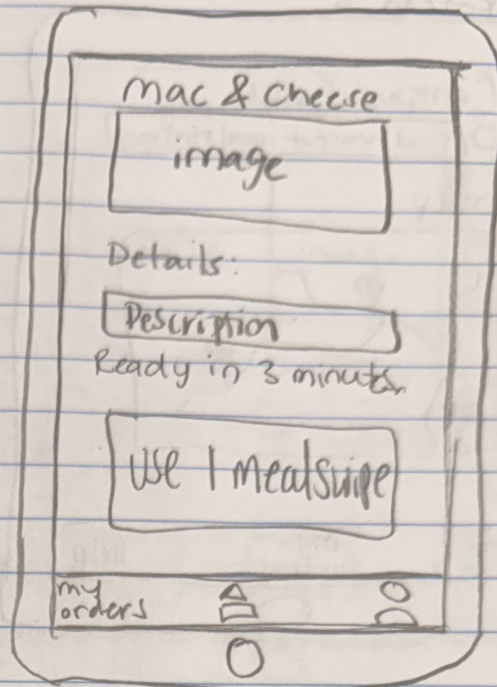 Mac & Cheese
image
Details:
Description
Ready in 3 minutes
Use 1 mealswipe
my
orders